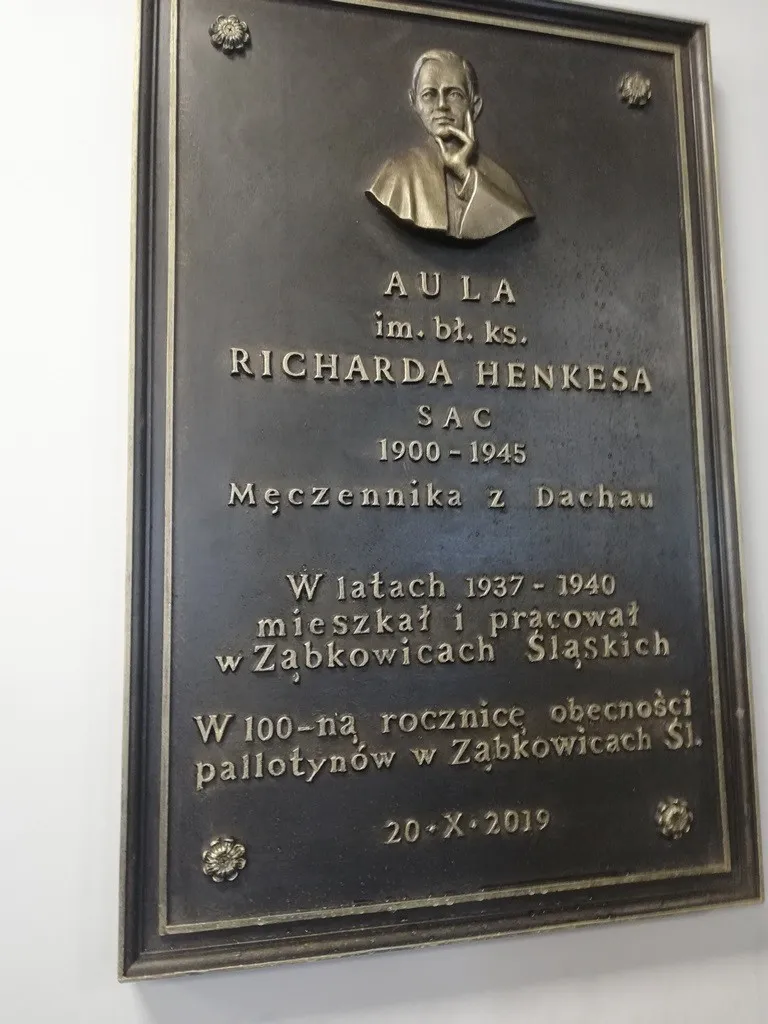 AULA
im. bł. ks.
RICHARDA HENKESA
SAC
1900 - 1945
Męczennika z Dachau
W latach 1937 - 1940
mieszkał i pracował
w Ząbkowicach Śląskich
W 100-ną rocznicę obecności
pallotynów w Ząbkowicach Śl.
20·X·2019